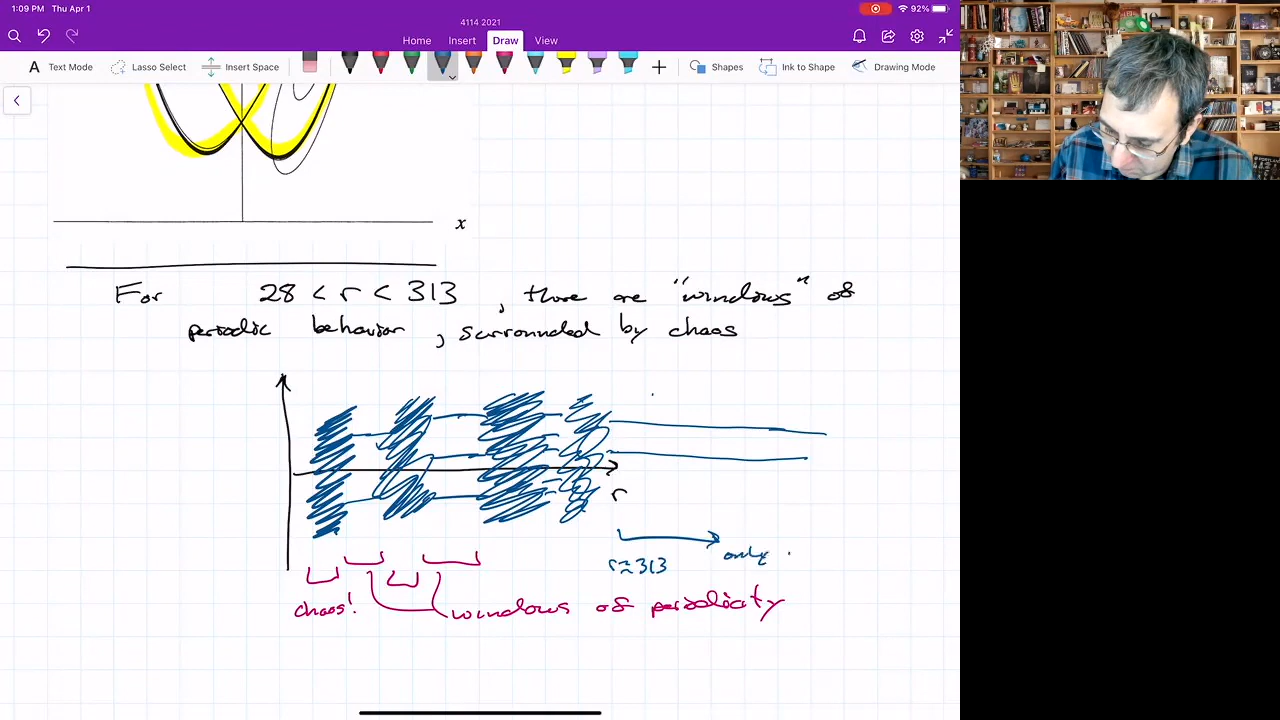 1:09 PM Thu Apr 1
92%
4114 2021
Home Insert Draw View
Text Mode Lasso Select Insert Space Shapes Ink to Shape Drawing Mode
x
For 28 < r < 313, there are "windows" of
periodic behavior, surrounded by chaos
r
r≈313 only
chaos! windows of periodicity